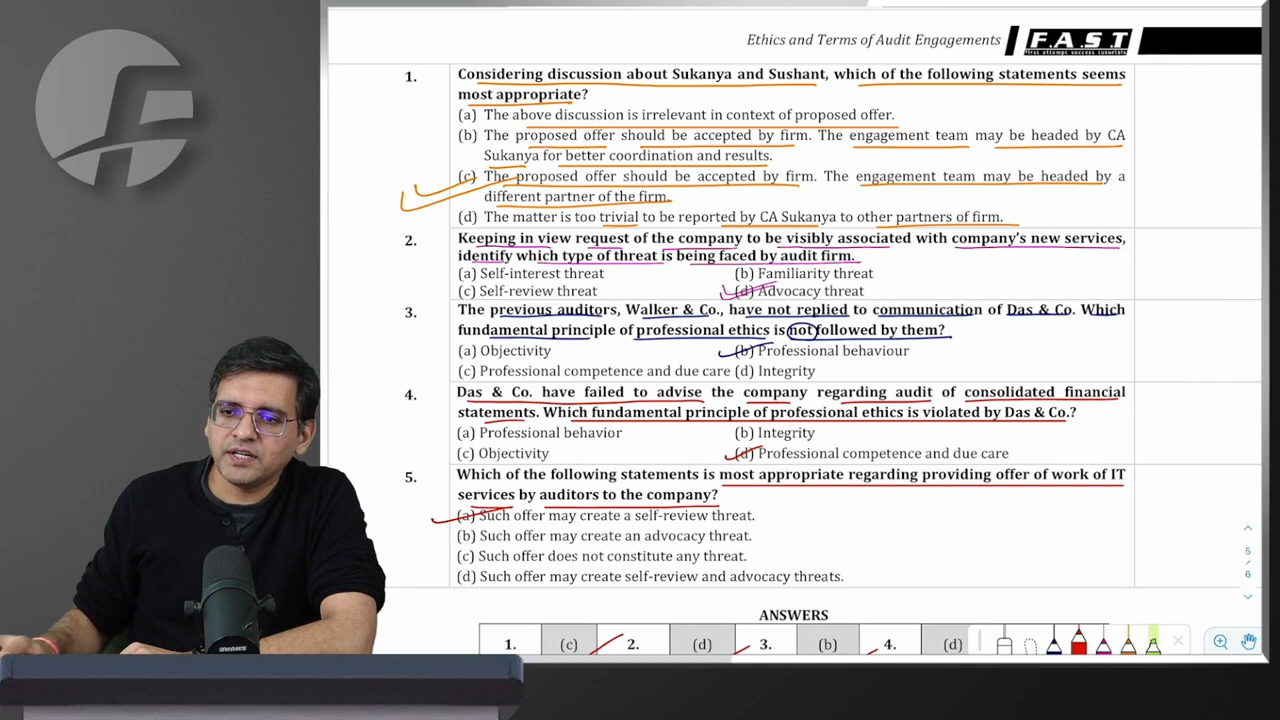 Ethics and Terms of Audit Engagements
F.A.S.T
first attempt success tutorials
1. Considering discussion about Sukanya and Sushant, which of the following statements seems
most appropriate?
(a) The above discussion is irrelevant in context of proposed offer.
(b) The proposed offer should be accepted by firm. The engagement team may be headed by CA
Sukanya for better coordination and results.
(c) The proposed offer should be accepted by firm. The engagement team may be headed by a
different partner of the firm.
(d) The matter is too trivial to be reported by CA Sukanya to other partners of firm.
2. Keeping in view request of the company to be visibly associated with company's new services,
identify which type of threat is being faced by audit firm.
(a) Self-interest threat (b) Familiarity threat
(c) Self-review threat (d) Advocacy threat
3. The previous auditors, Walker & Co., have not replied to communication of Das & Co. Which
fundamental principle of professional ethics is not followed by them?
(a) Objectivity (b) Professional behaviour
(c) Professional competence and due care (d) Integrity
4. Das & Co. have failed to advise the company regarding audit of consolidated financial
statements. Which fundamental principle of professional ethics is violated by Das & Co.?
(a) Professional behavior (b) Integrity
(c) Objectivity (d) Professional competence and due care
5. Which of the following statements is most appropriate regarding providing offer of work of IT
services by auditors to the company?
(a) Such offer may create a self-review threat.
(b) Such offer may create an advocacy threat.
(c) Such offer does not constitute any threat.
(d) Such offer may create self-review and advocacy threats.
5
/
6
ANSWERS
1. (c) 2. (d) 3. (b) 4. (d)